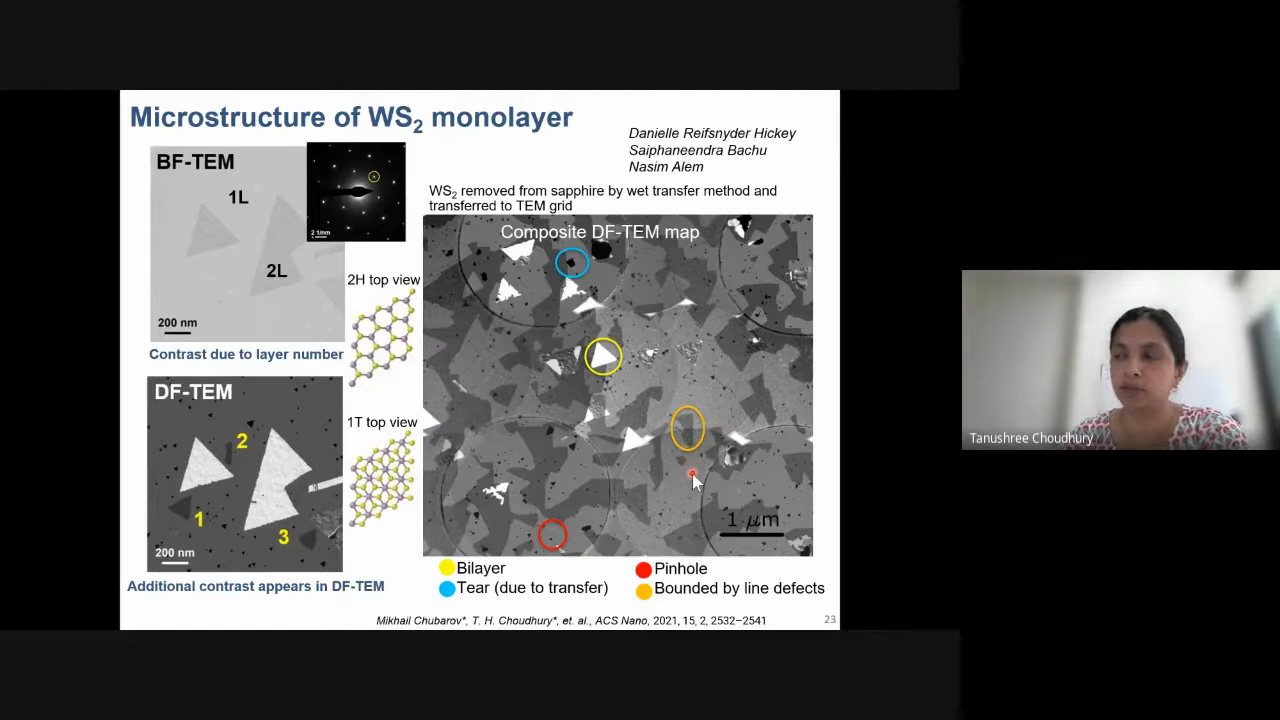 Microstructure of WS2 monolayer
Danielle Reifsnyder Hickey
Saiphaneendra Bachu
Nasim Alem
BF-TEM
1L
2L
200 nm
2 1/nm
Contrast due to layer number
2H top view
WS2 removed from sapphire by wet transfer method and
transferred to TEM grid
Composite DF-TEM map
1 μm
DF-TEM
1
2
3
200 nm
1T top view
Additional contrast appears in DF-TEM
Bilayer
Tear (due to transfer)
Pinhole
Bounded by line defects
Mikhail Chubarov*, T. H. Choudhury*, et. al., ACS Nano, 2021, 15, 2, 2532−2541
23
Tanushree Choudhury